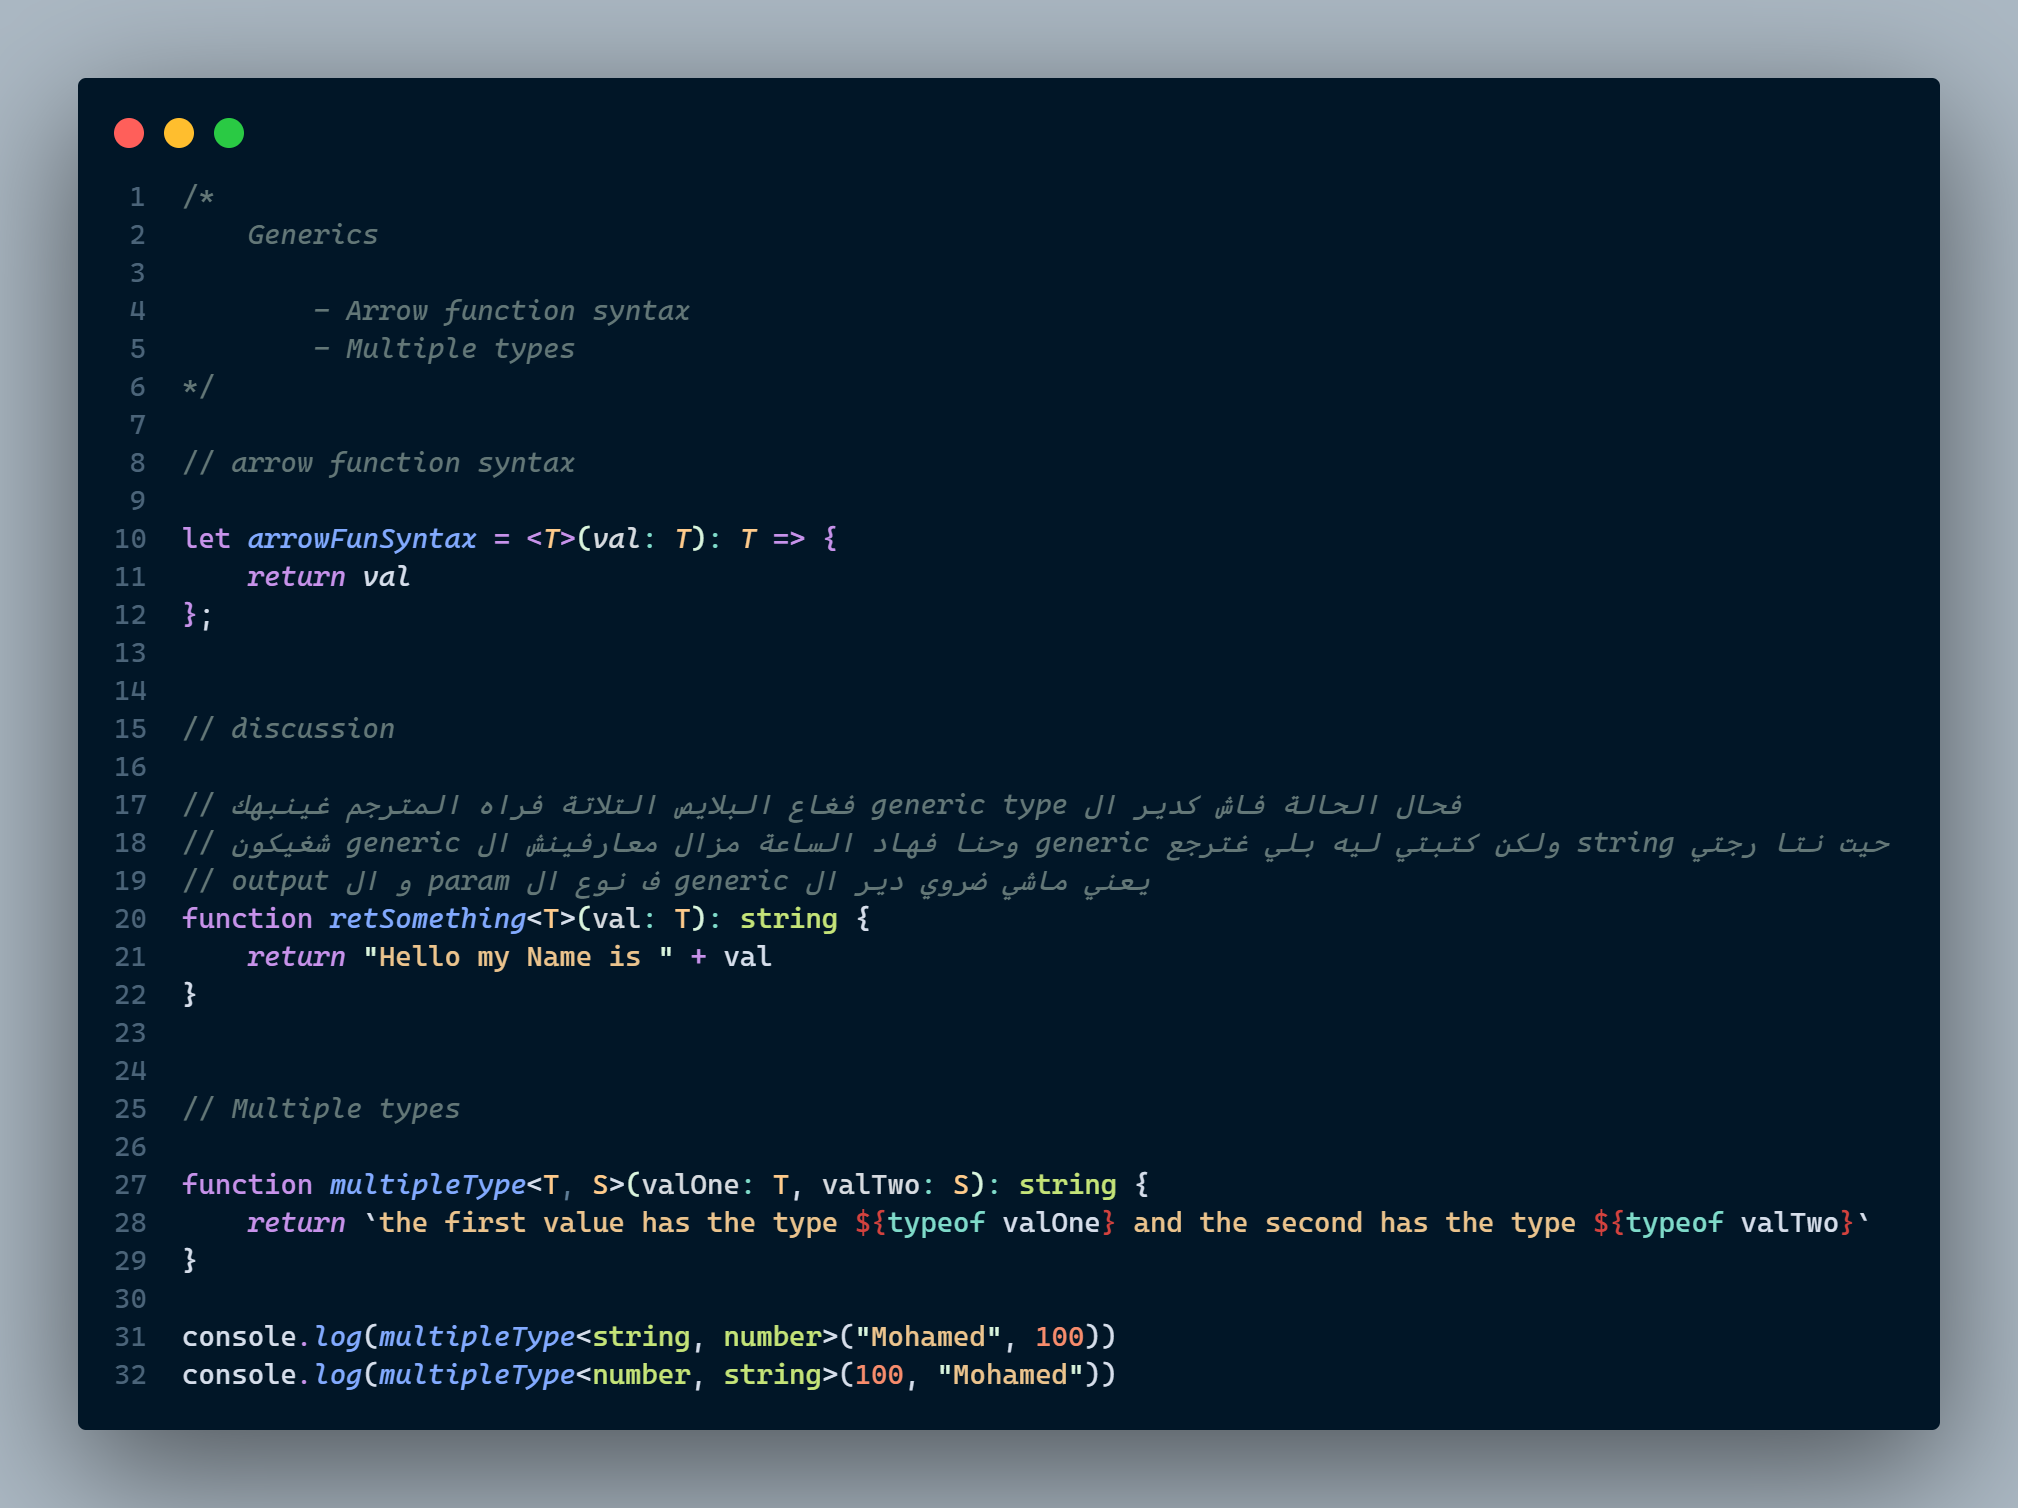 1 /*
2 Generics
3
4 - Arrow function syntax
5 - Multiple types
6 */
7
8 // arrow function syntax
9
10 let arrowFunSyntax = <T>(val: T): T => {
11 return val
12 };
13
14
15 // discussion
16
17 // فحال الحالة فاش كدير ال generic type فغاع البلايص التلاتة فراه المترجم غينبهك
18 // حيت نتا رجتي string ولكن كتبتي ليه بلي غترجع generic وحنا فهاد الساعة مزال معارفينش ال generic شغيكون
19 // يعني ماشي ضروي دير ال generic ف نوع ال param و ال output
20 function retSomething<T>(val: T): string {
21 return "Hello my Name is " + val
22 }
23
24
25 // Multiple types
26
27 function multipleType<T, S>(valOne: T, valTwo: S): string {
28 return `the first value has the type ${typeof valOne} and the second has the type ${typeof valTwo}`
29 }
30
31 console.log(multipleType<string, number>("Mohamed", 100))
32 console.log(multipleType<number, string>(100, "Mohamed"))